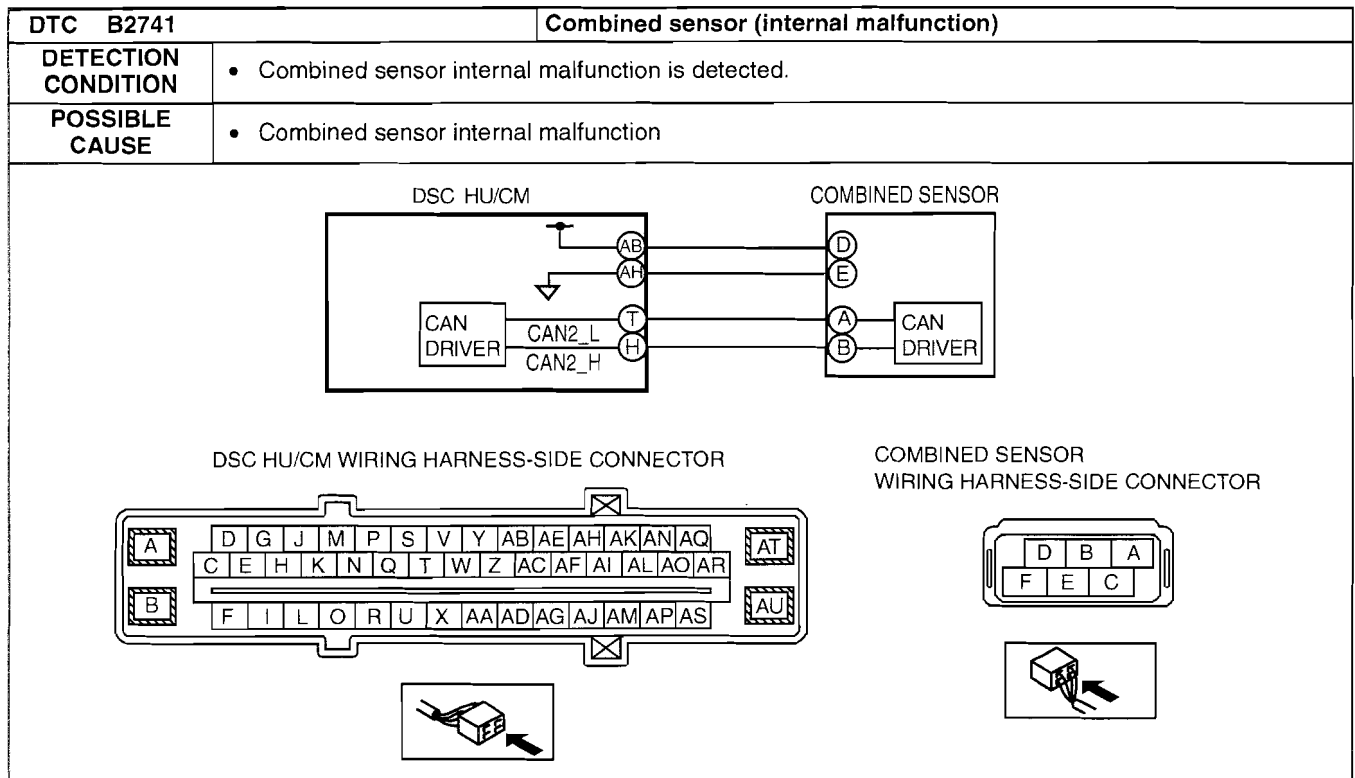 DTC B2741 Combined sensor (internal malfunction)
DETECTION CONDITION
• Combined sensor internal malfunction is detected.
POSSIBLE CAUSE
• Combined sensor internal malfunction
DSC HU/CM COMBINED SENSOR
AB D
AH E
CAN DRIVER CAN2_L T A CAN DRIVER
CAN2_H H B
DSC HU/CM WIRING HARNESS-SIDE CONNECTOR
A D G J M P S V Y AB AE AH AK AN AQ AT
C E H K N Q T W Z AC AF AI AL AO AR
B F I L O R U X AA AD AG AJ AM AP AS AU
COMBINED SENSOR
WIRING HARNESS-SIDE CONNECTOR
D B A
F E C